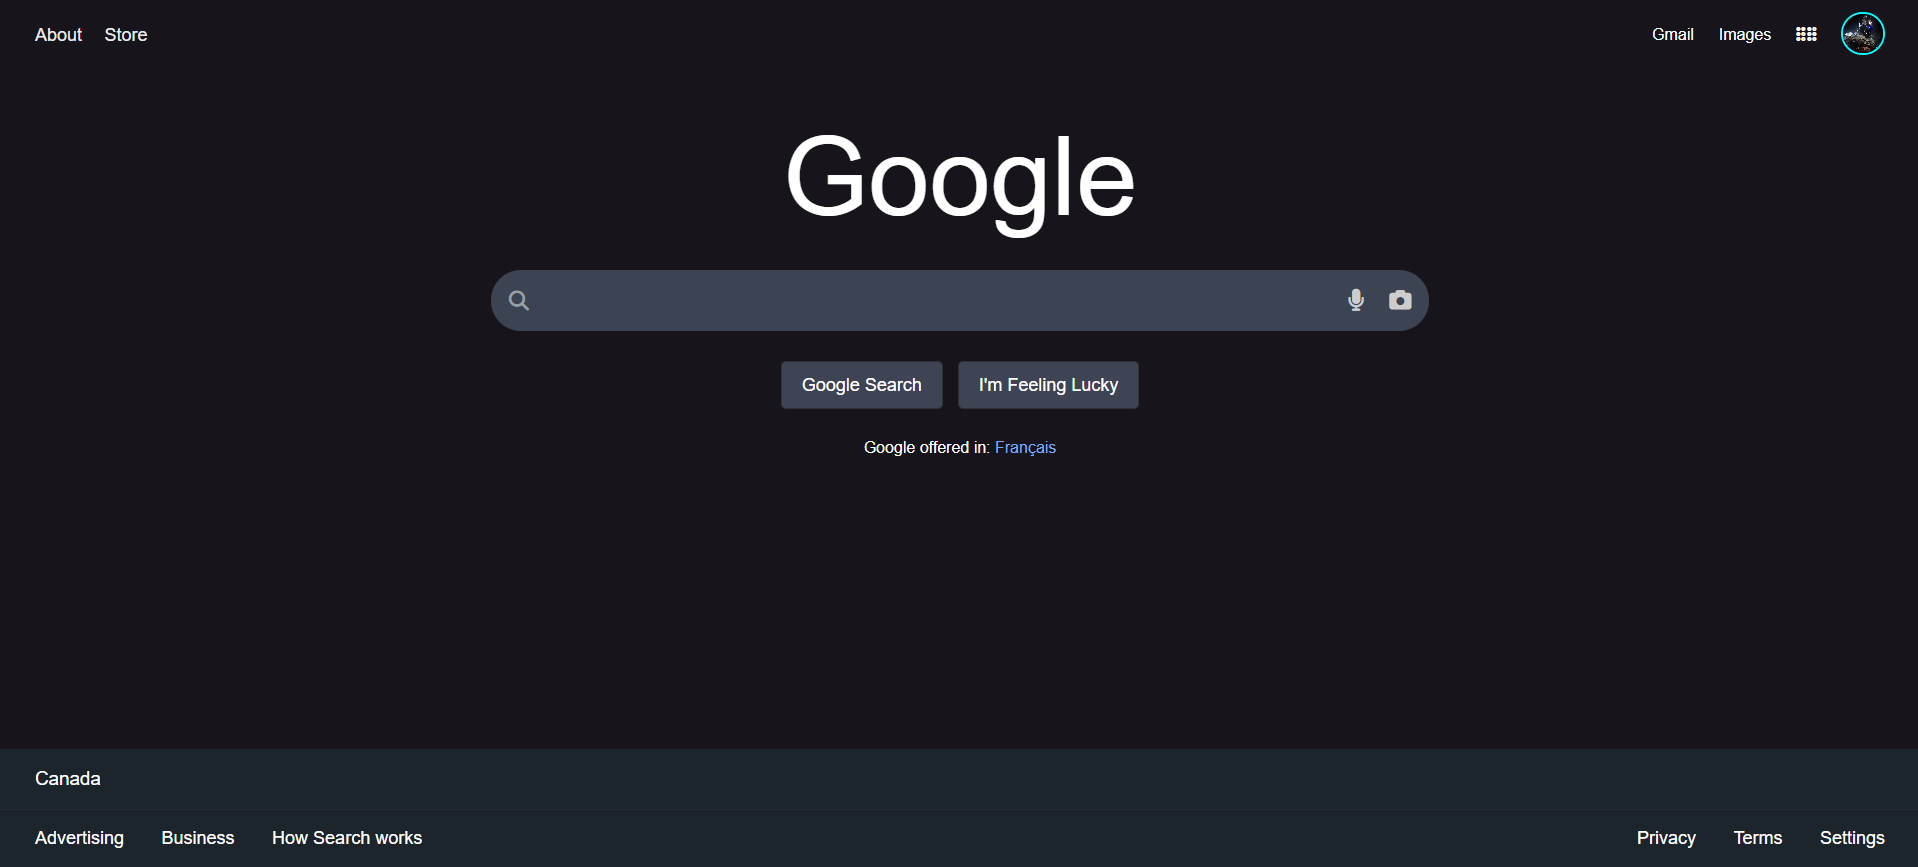 About Store Gmail Images
Google
Google Search I'm Feeling Lucky
Google offered in: Français
Canada
Advertising Business How Search works Privacy Terms Settings